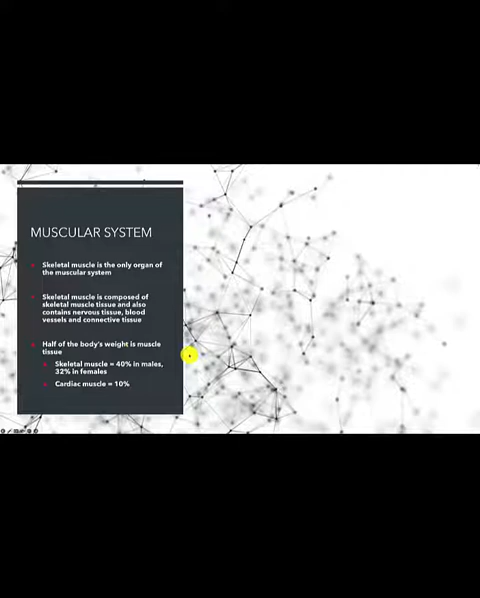 MUSCULAR SYSTEM
Skeletal muscle is the only organ of
the muscular system
Skeletal muscle is composed of
skeletal muscle tissue and also
contains nervous tissue, blood
vessels and connective tissue
Half of the body's weight is muscle
tissue
Skeletal muscle = 40% in males,
32% in females
Cardiac muscle = 10%